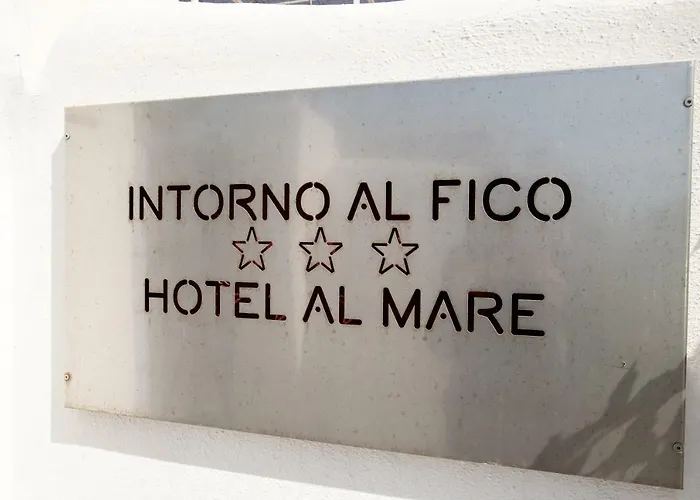 INTORNO AL FICO
☆ ☆ ☆
HOTEL AL MARE